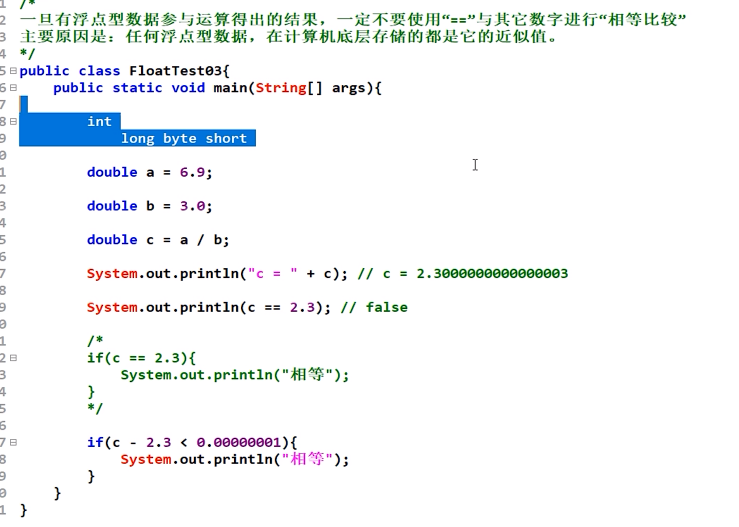 1 /*
2 一旦有浮点型数据参与运算得出的结果，一定不要使用“==”与其它数字进行“相等比较”
3 主要原因是：任何浮点型数据，在计算机底层存储的都是它的近似值。
4 */
5 public class FloatTest03{
6 public static void main(String[] args){
7
8 int
9 long byte short
0
1 double a = 6.9;
2
3 double b = 3.0;
4
5 double c = a / b;
6
7 System.out.println("c = " + c); // c = 2.3000000000000003
8
9 System.out.println(c == 2.3); // false
0
1 /*
2 if(c == 2.3){
3 System.out.println("相等");
4 }
5 */
6
7 if(c - 2.3 < 0.00000001){
8 System.out.println("相等");
9 }
0 }
1 }